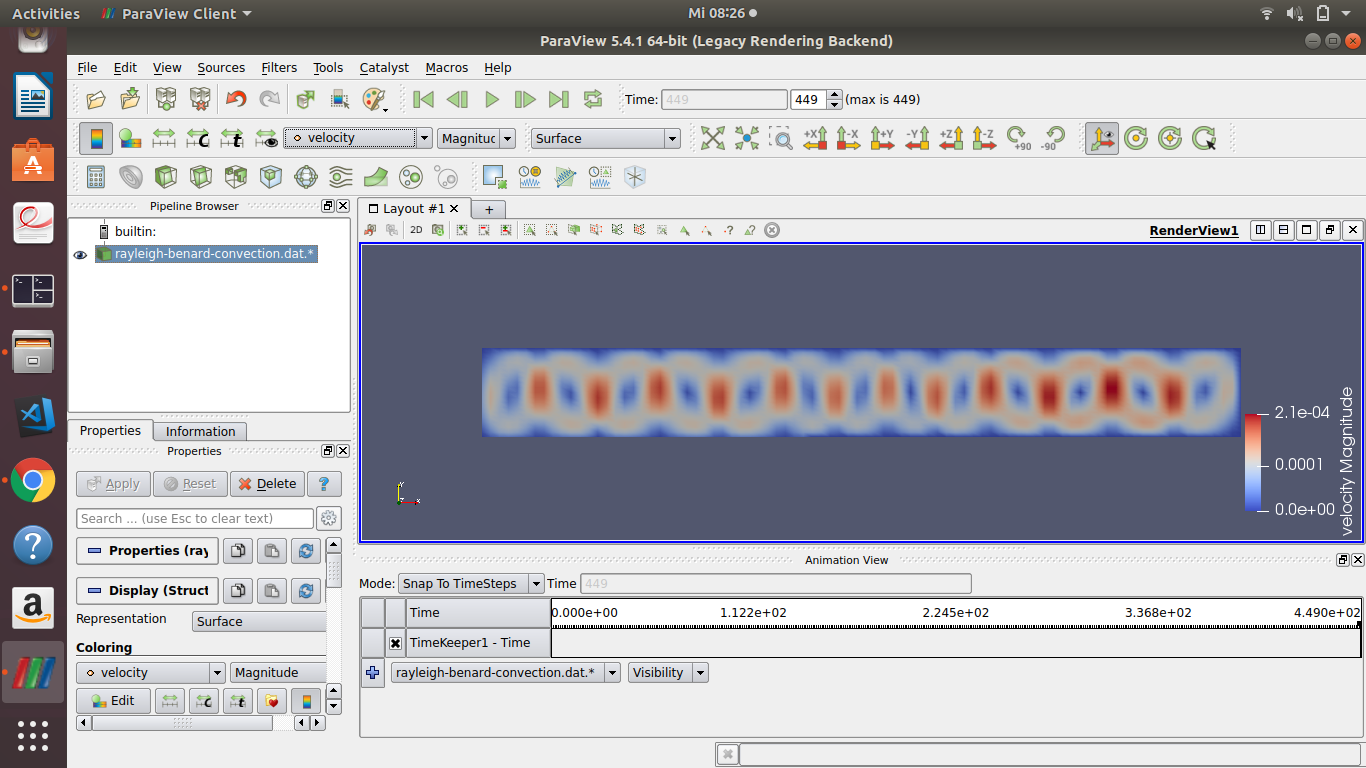 Activities ParaView Client Mi 08:26
ParaView 5.4.1 64-bit (Legacy Rendering Backend)
File Edit View Sources Filters Tools Catalyst Macros Help
Time: 449 449 (max is 449)
velocity Magnituc Surface +X -X +Y -Y +Z -Z +90 -90
Pipeline Browser
Layout #1
builtin:
2D 3D RenderView1
rayleigh-benard-convection.dat.*
Properties Information
Properties
Apply Reset Delete ?
Search ... (use Esc to clear text)
Properties (ray
Display (Struct
Representation Surface
Coloring
velocity Magnitude
Edit
2.1e-04
0.0001
0.0e+00
velocity Magnitude
Y
Z X
Animation View
Mode: Snap To TimeSteps Time 449
Time 0.000e+00 1.122e+02 2.245e+02 3.368e+02 4.490e+02
TimeKeeper1 - Time
rayleigh-benard-convection.dat.* Visibility